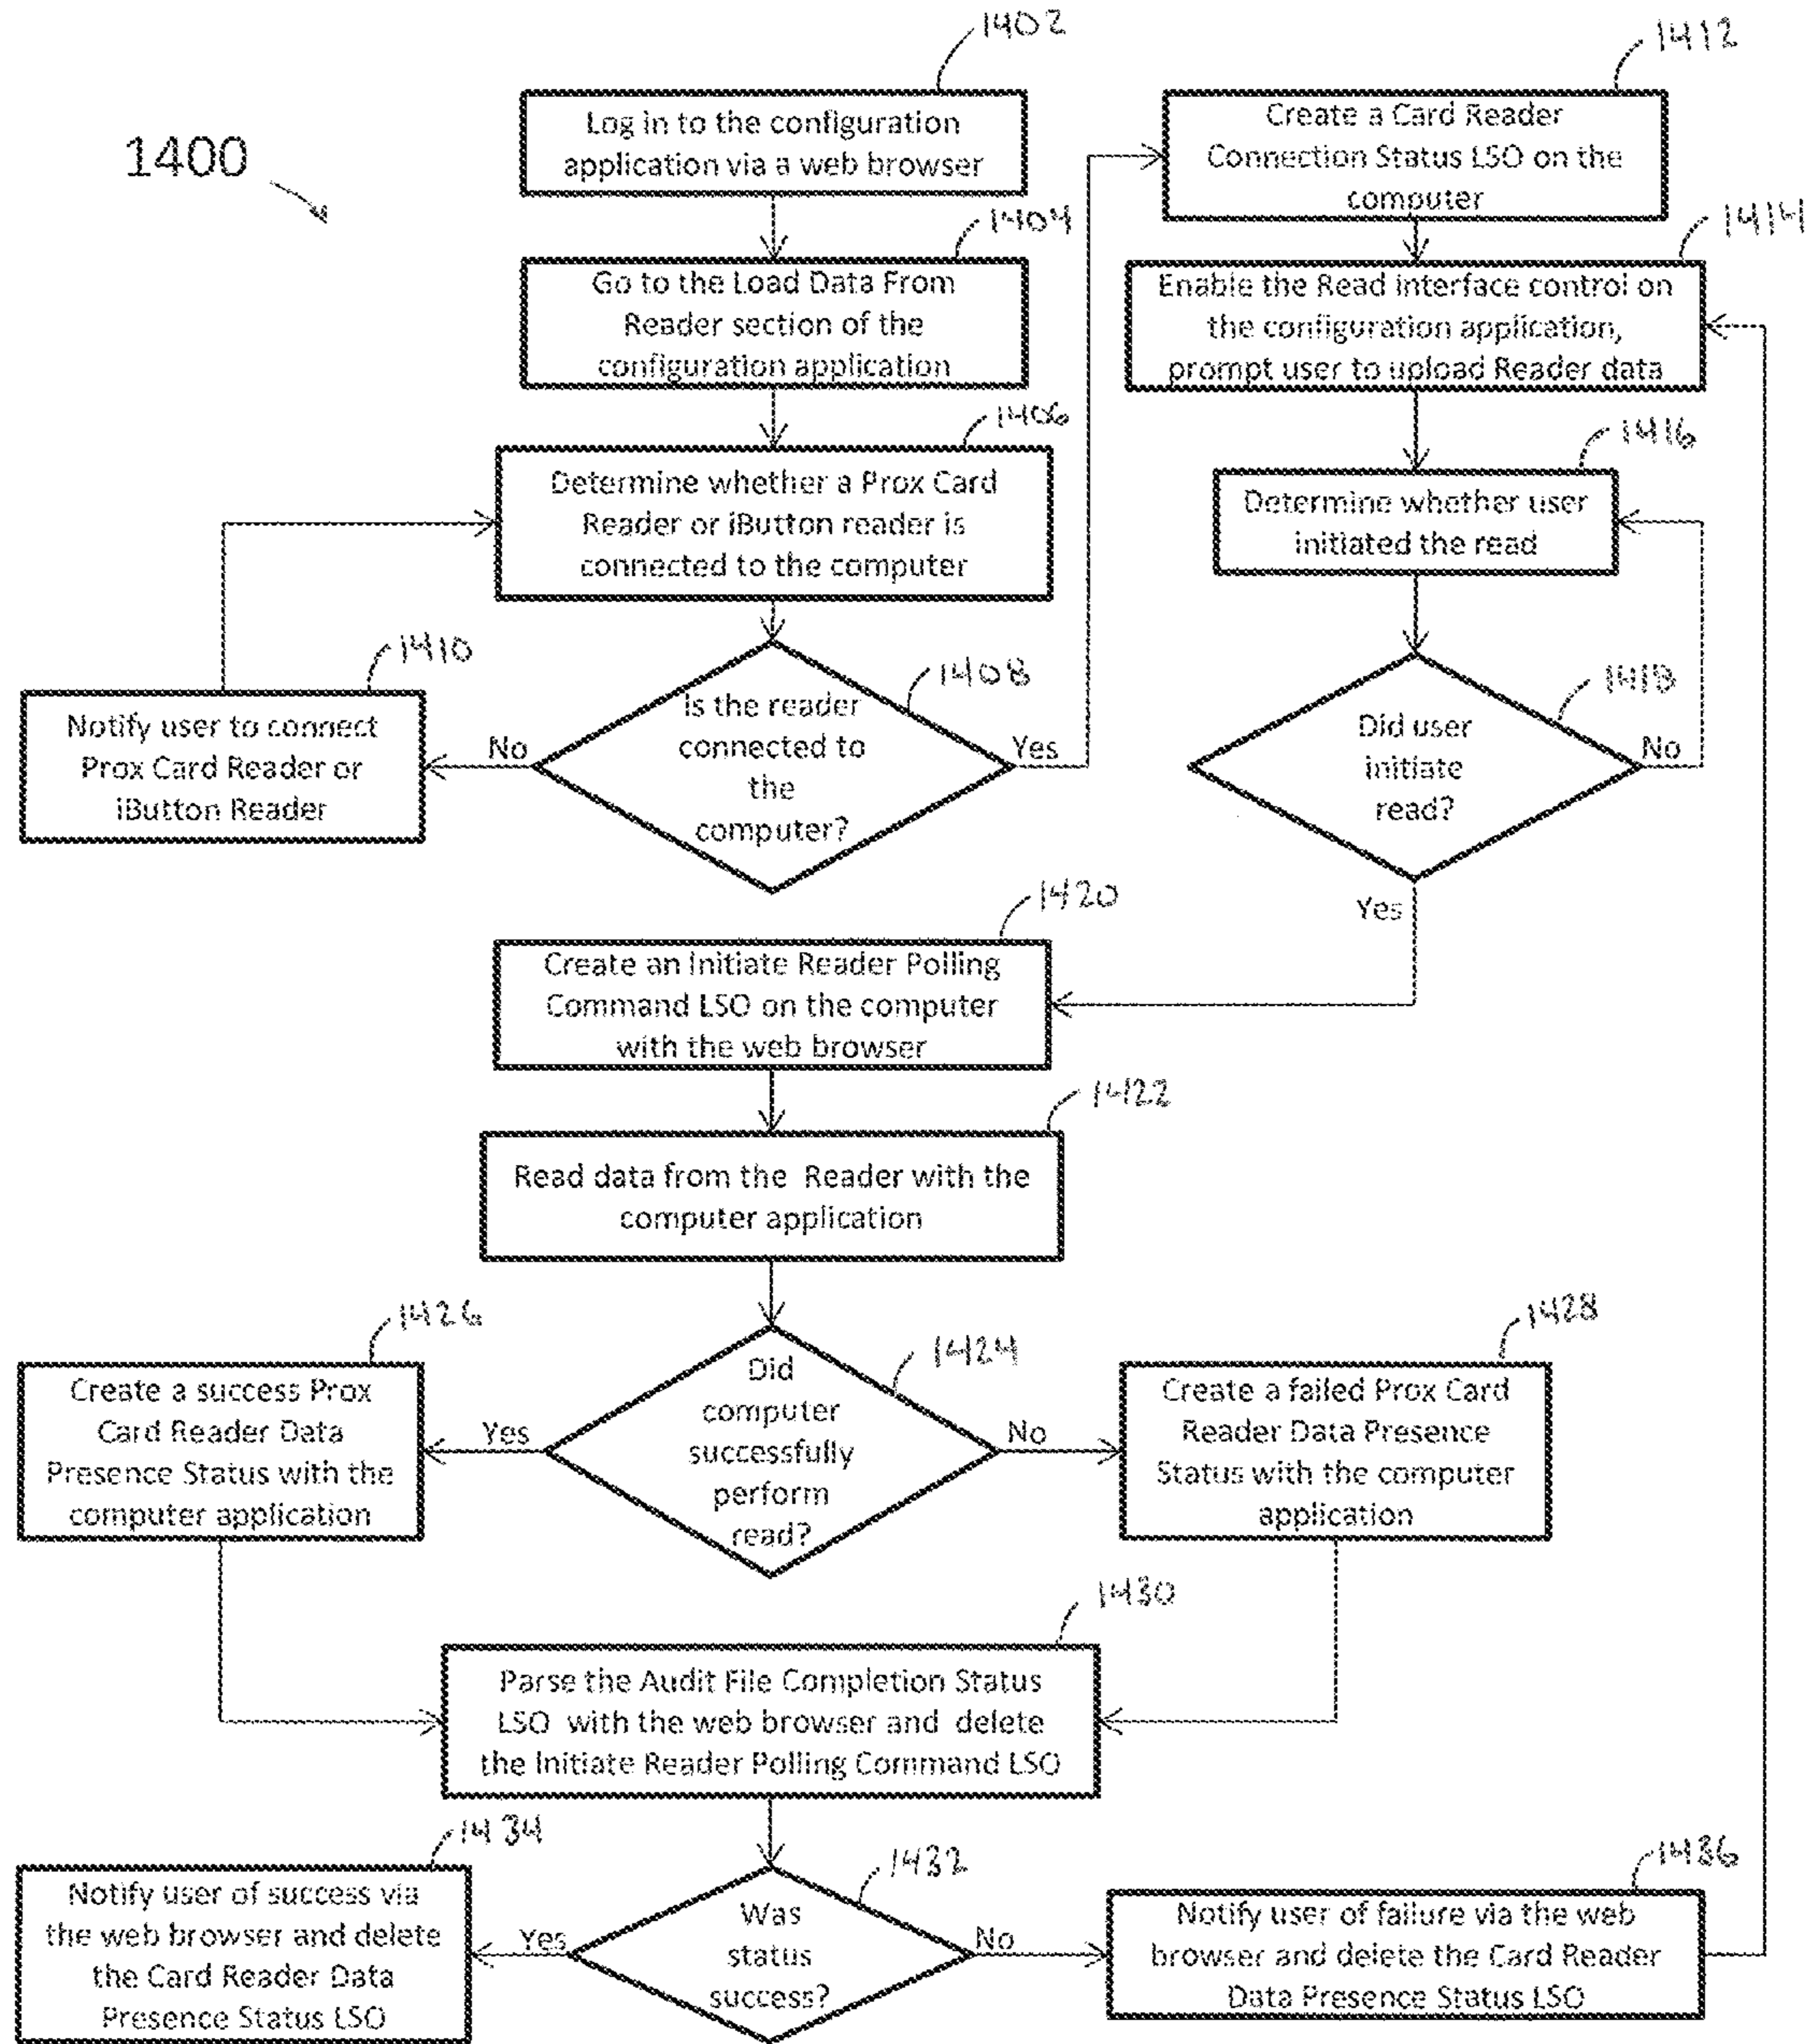 1400
1402
Log in to the configuration
application via a web browser
1404
Go to the Load Data From
Reader section of the
configuration application
1406
Determine whether a Prox Card
Reader or iButton reader is
connected to the computer
1408
Is the reader
connected to
the
computer?
No
Yes
1410
Notify user to connect
Prox Card Reader or
iButton Reader
1412
Create a Card Reader
Connection Status LSO on the
computer
1414
Enable the Read interface control on
the configuration application,
prompt user to upload Reader data
1416
Determine whether user
initiated the read
1418
Did user
initiate
read?
No
Yes
1420
Create an Initiate Reader Polling
Command LSO on the computer
with the web browser
1422
Read data from the Reader with the
computer application
1424
Did
computer
successfully
perform
read?
Yes
No
1426
Create a success Prox
Card Reader Data
Presence Status with the
computer application
1428
Create a failed Prox Card
Reader Data Presence
Status with the computer
application
1430
Parse the Audit File Completion Status
LSO with the web browser and delete
the Initiate Reader Polling Command LSO
1432
Was
status
success?
Yes
No
1434
Notify user of success via
the web browser and delete
the Card Reader Data
Presence Status LSO
1436
Notify user of failure via the web
browser and delete the Card Reader
Data Presence Status LSO